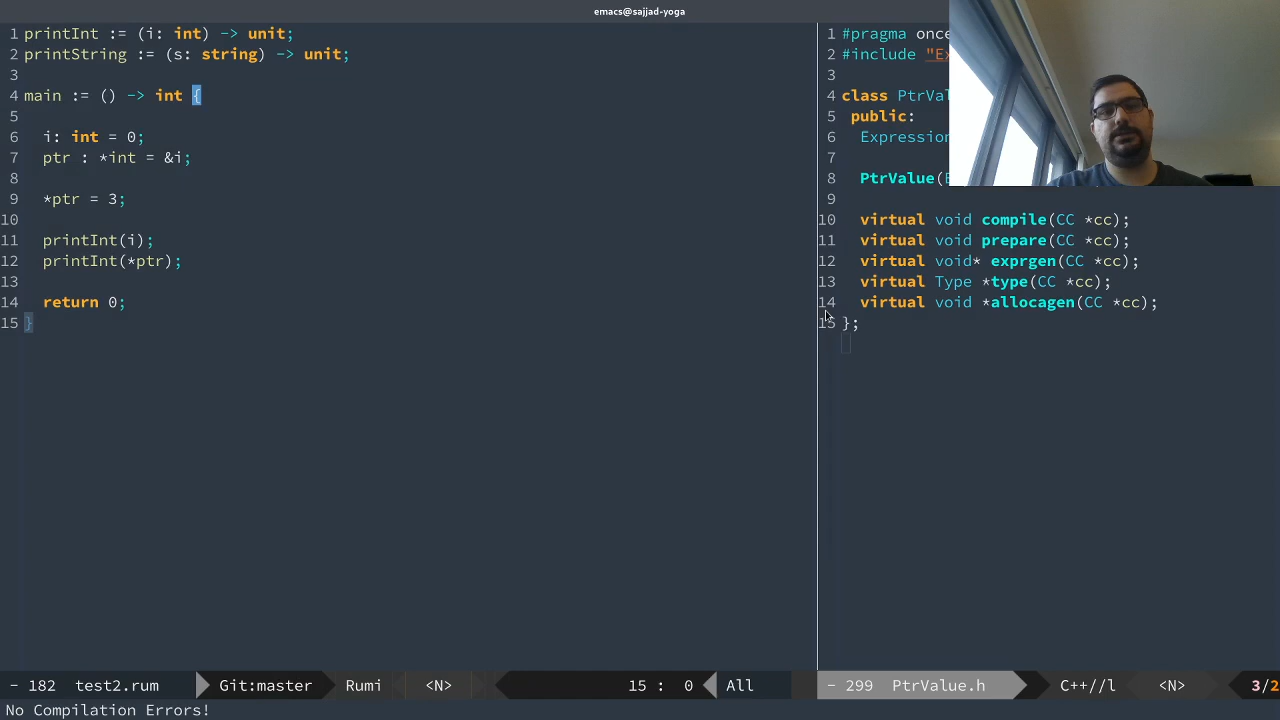 emacs@sajjad-yoga
1 printInt := (i: int) -> unit;
2 printString := (s: string) -> unit;
3
4 main := () -> int {
5
6 i: int = 0;
7 ptr : *int = &i;
8
9 *ptr = 3;
10
11 printInt(i);
12 printInt(*ptr);
13
14 return 0;
15 }
- 182 test2.rum Git:master Rumi <N> 15 : 0 All
1 #pragma once
2 #include "Ex
3
4 class PtrVal
5 public:
6 Expression
7
8 PtrValue(
9
10 virtual void compile(CC *cc);
11 virtual void prepare(CC *cc);
12 virtual void* exprgen(CC *cc);
13 virtual Type *type(CC *cc);
14 virtual void *allocagen(CC *cc);
15 };
- 299 PtrValue.h C++//l <N> 3/2
No Compilation Errors!